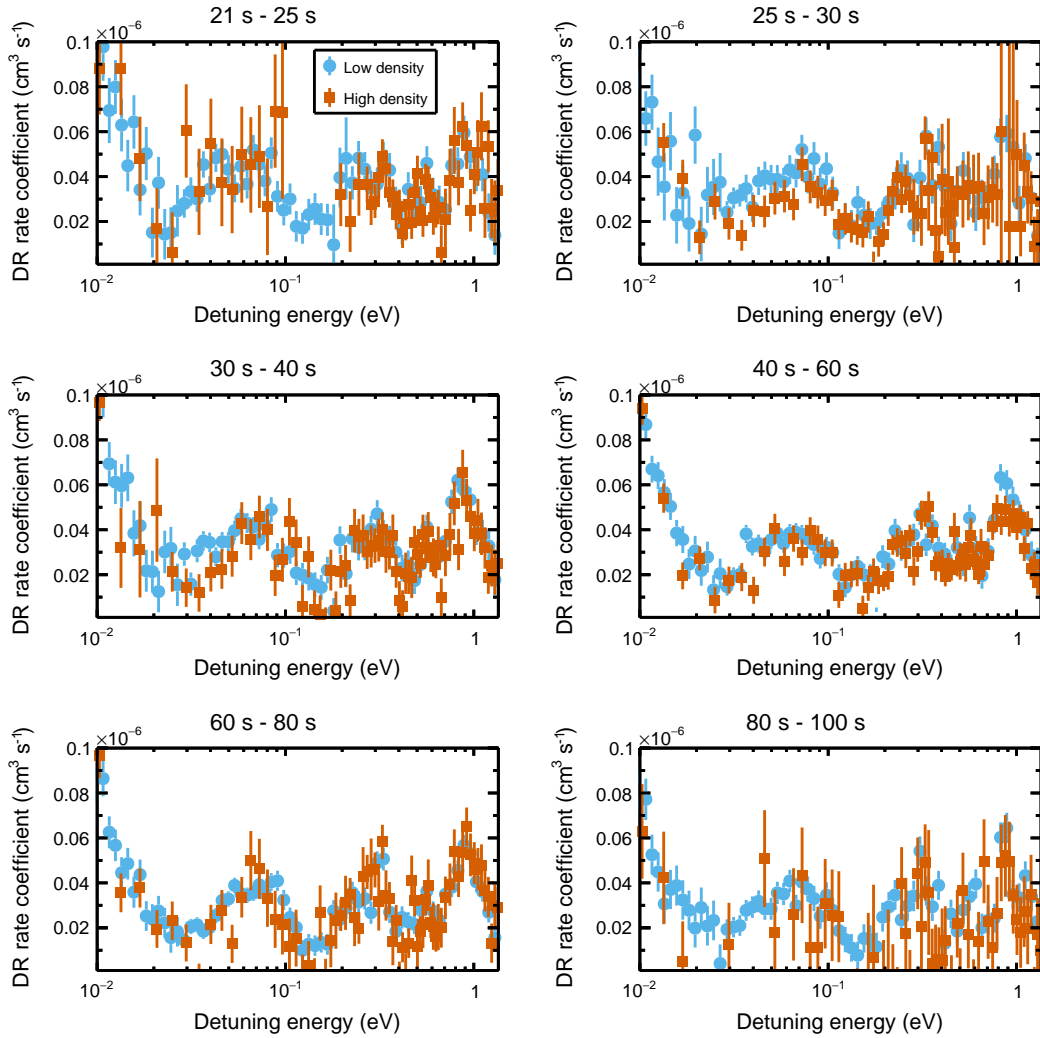 21 s - 25 s
×10⁻⁶
0.1
0.08
0.06
0.04
0.02
DR rate coefficient (cm³ s⁻¹)
Low density
High density
10⁻² 10⁻¹ 1
Detuning energy (eV)
25 s - 30 s
×10⁻⁶
0.1
0.08
0.06
0.04
0.02
DR rate coefficient (cm³ s⁻¹)
10⁻² 10⁻¹ 1
Detuning energy (eV)
30 s - 40 s
×10⁻⁶
0.1
0.08
0.06
0.04
0.02
DR rate coefficient (cm³ s⁻¹)
10⁻² 10⁻¹ 1
Detuning energy (eV)
40 s - 60 s
×10⁻⁶
0.1
0.08
0.06
0.04
0.02
DR rate coefficient (cm³ s⁻¹)
10⁻² 10⁻¹ 1
Detuning energy (eV)
60 s - 80 s
×10⁻⁶
0.1
0.08
0.06
0.04
0.02
DR rate coefficient (cm³ s⁻¹)
10⁻² 10⁻¹ 1
Detuning energy (eV)
80 s - 100 s
×10⁻⁶
0.1
0.08
0.06
0.04
0.02
DR rate coefficient (cm³ s⁻¹)
10⁻² 10⁻¹ 1
Detuning energy (eV)